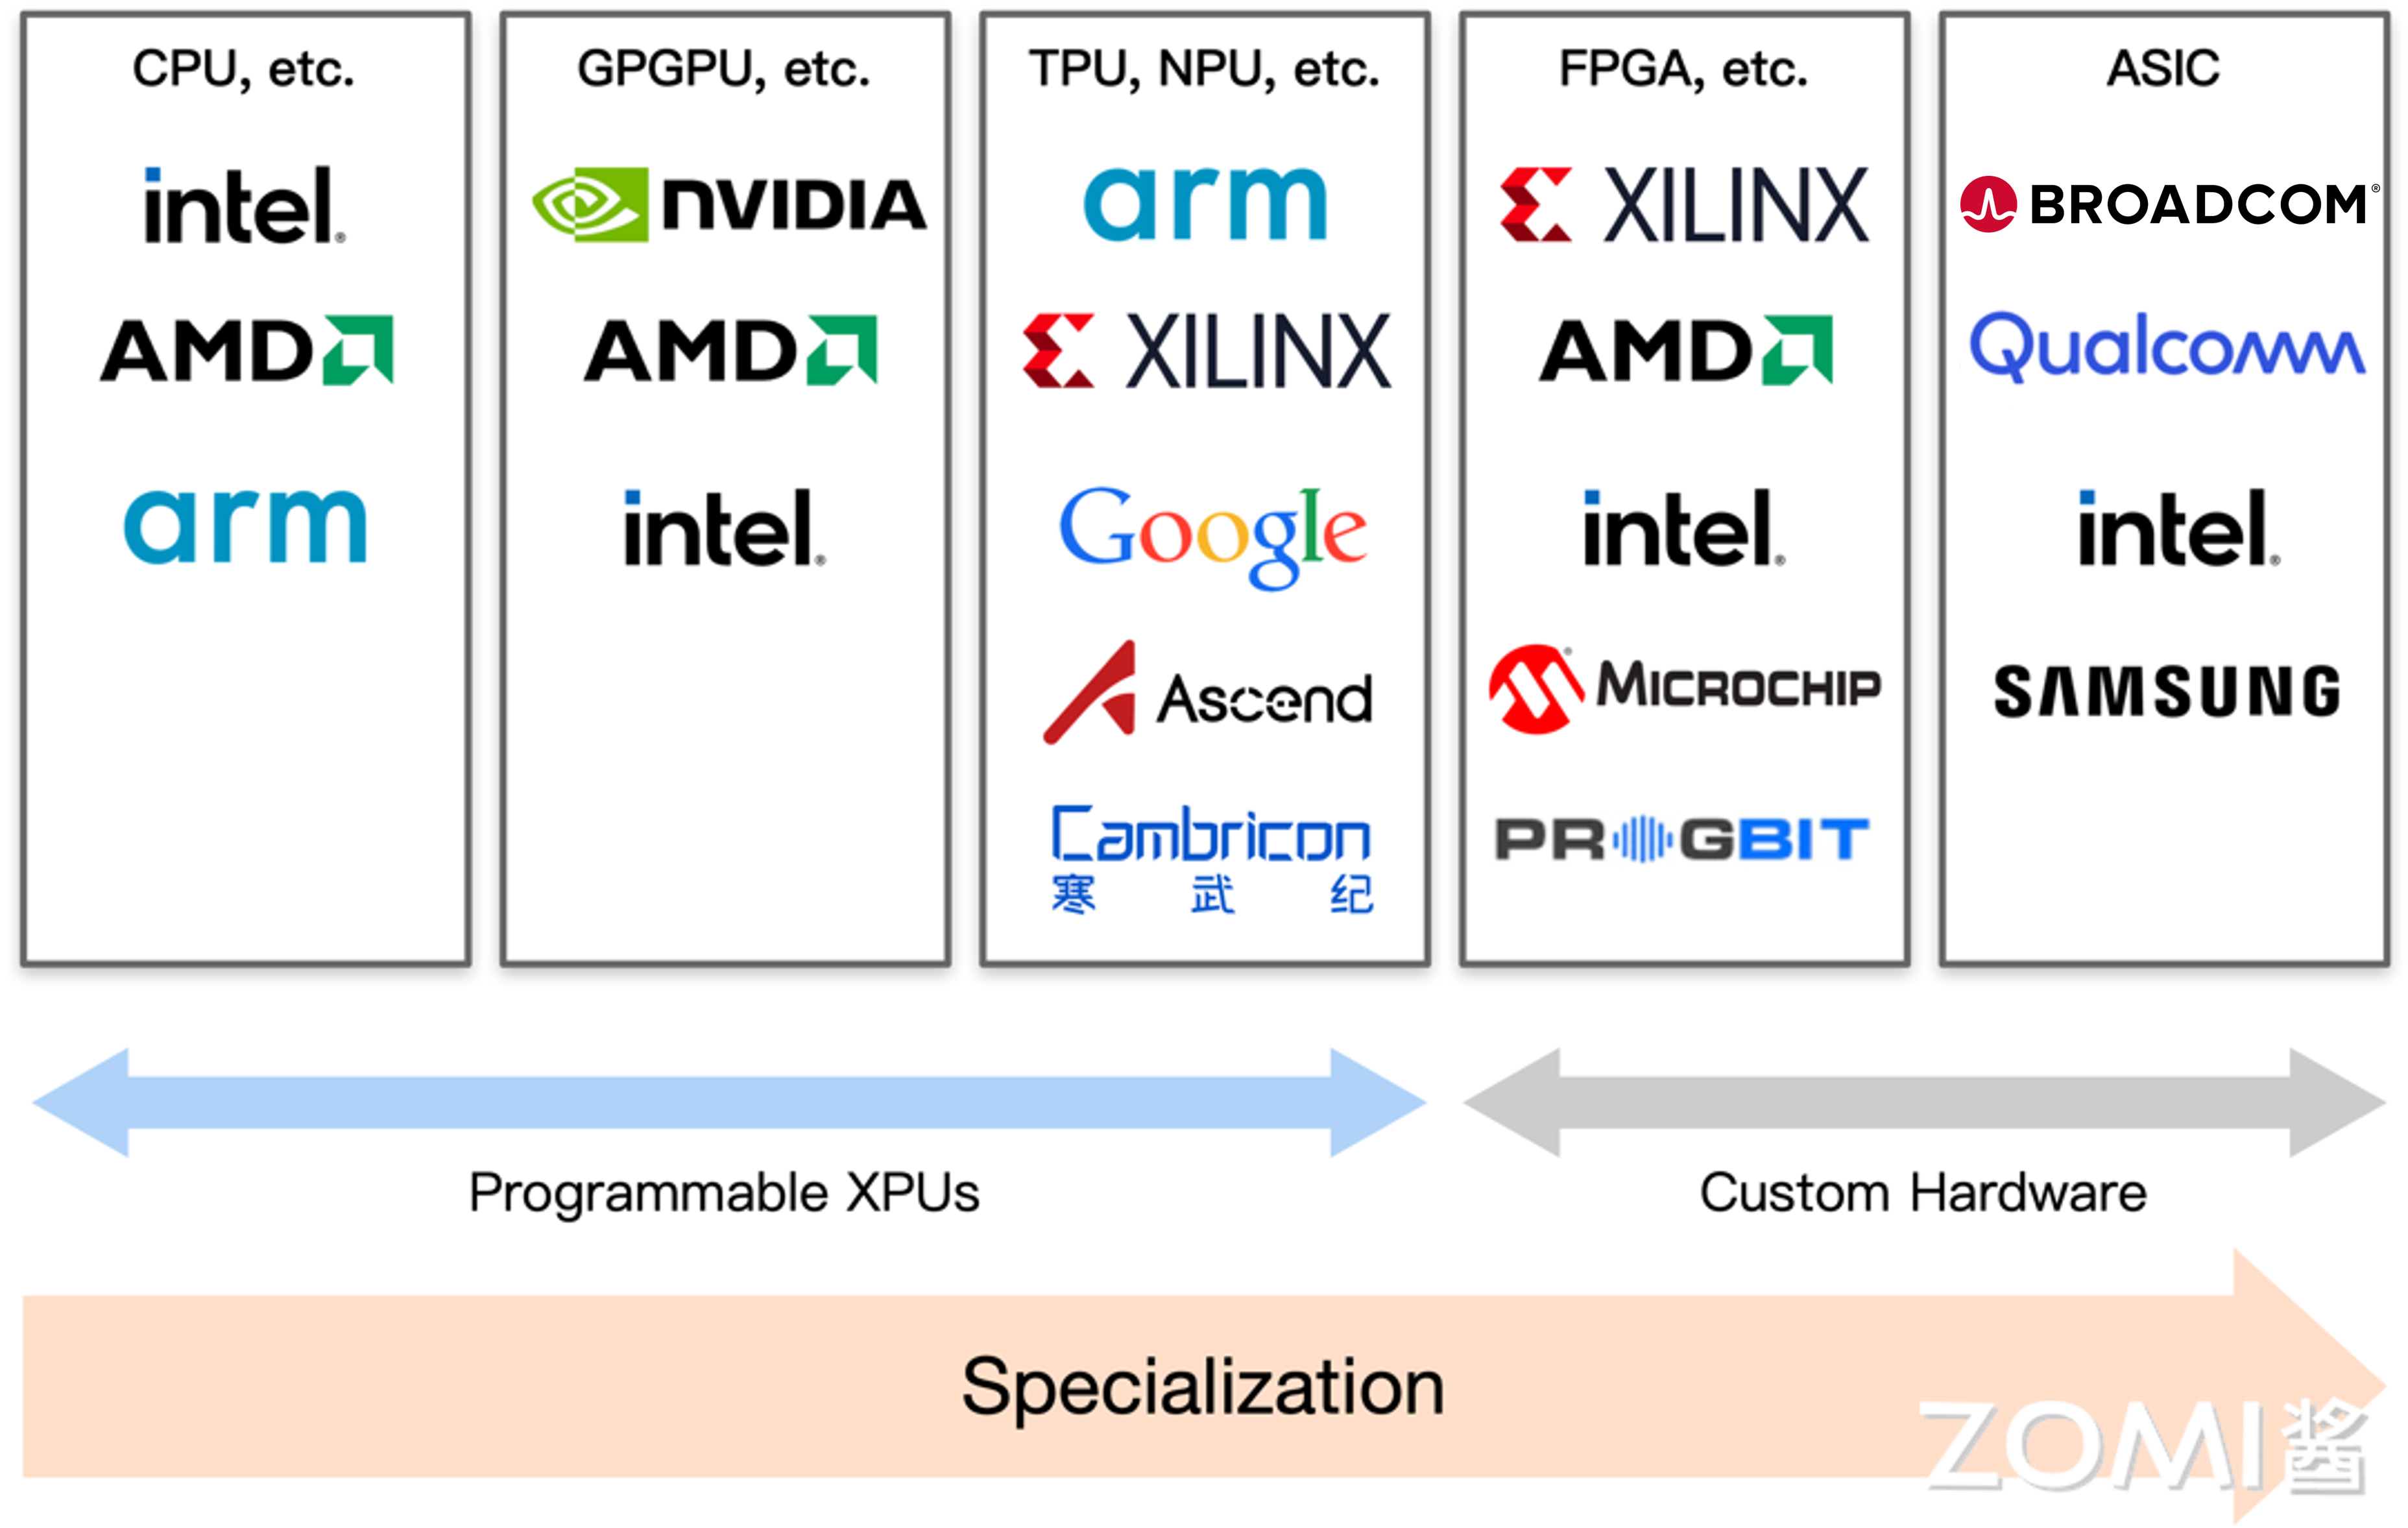 CPU, etc.
intel®
AMD
arm
GPGPU, etc.
NVIDIA
AMD
intel®
TPU, NPU, etc.
arm
XILINX
Google
Ascend
Cambricon
寒武纪
FPGA, etc.
XILINX
AMD
intel®
MICROCHIP®
PROGBIT
ASIC
BROADCOM®
Qualcomm
intel®
SAMSUNG
Programmable XPUs
Custom Hardware
Specialization
ZOMI酱